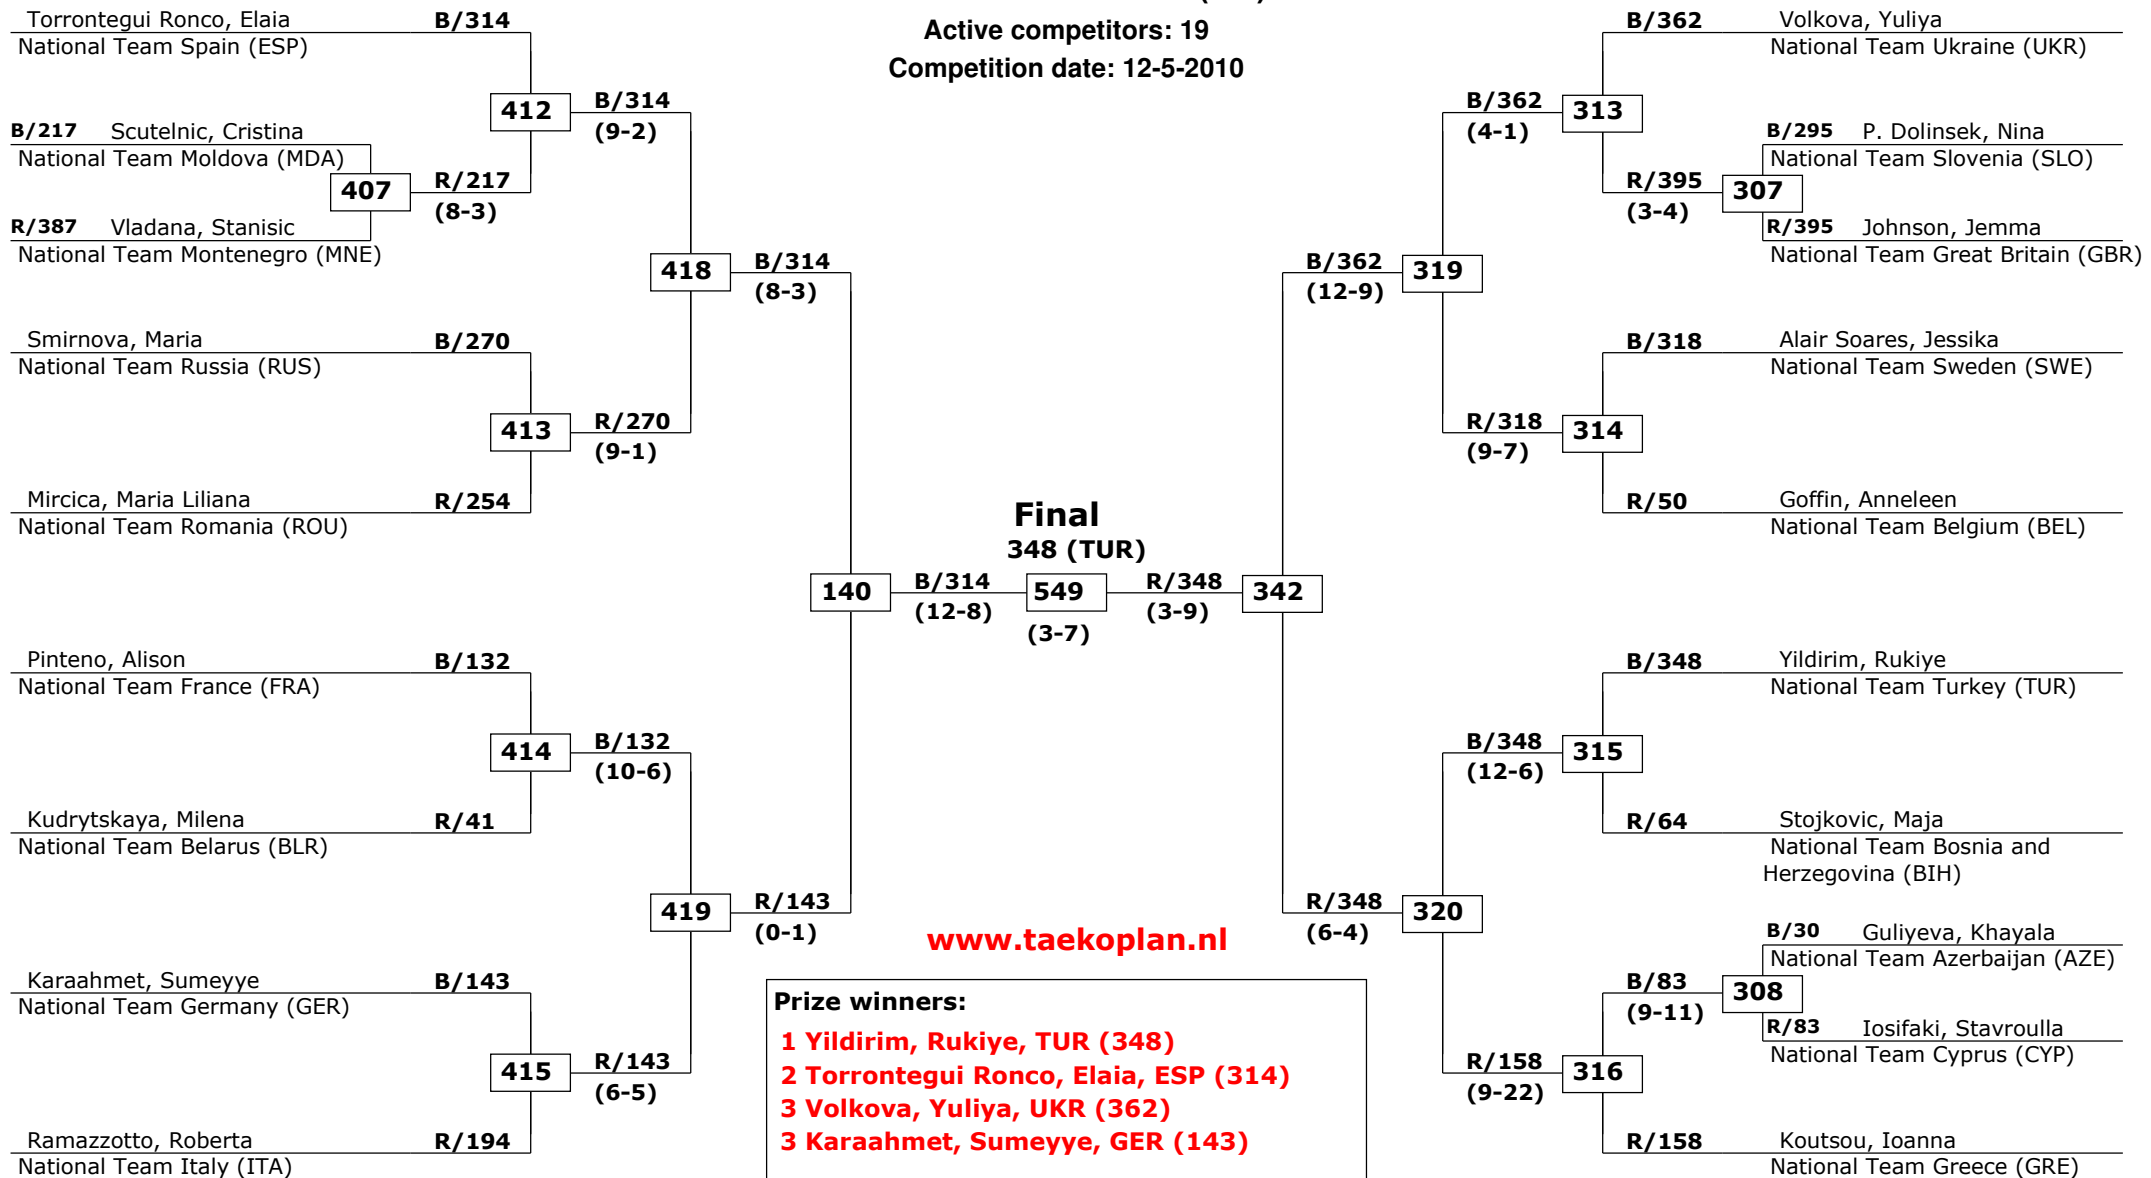 Active competitors: 19
Competition date: 12-5-2010
Torrontegui Ronco, Elaia B/314
National Team Spain (ESP)
B/217 Scutelnic, Cristina
National Team Moldova (MDA)
407
R/217
(8-3)
R/387 Vladana, Stanisic
National Team Montenegro (MNE)
412
B/314
(9-2)
418
B/314
(8-3)
Smirnova, Maria B/270
National Team Russia (RUS)
413
R/270
(9-1)
Mircica, Maria Liliana R/254
National Team Romania (ROU)
Pinteno, Alison B/132
National Team France (FRA)
414
B/132
(10-6)
Kudrytskaya, Milena R/41
National Team Belarus (BLR)
419
R/143
(0-1)
Karaahmet, Sumeyye B/143
National Team Germany (GER)
415
R/143
(6-5)
Ramazzotto, Roberta R/194
National Team Italy (ITA)
Final
348 (TUR)
140
B/314
(12-8)
549
(3-7)
R/348
(3-9)
342
B/362 Volkova, Yuliya
National Team Ukraine (UKR)
B/362
(4-1)
313
B/295 P. Dolinsek, Nina
National Team Slovenia (SLO)
R/395
(3-4)
307
R/395 Johnson, Jemma
National Team Great Britain (GBR)
B/362
(12-9)
319
B/318 Alair Soares, Jessika
National Team Sweden (SWE)
R/318
(9-7)
314
R/50 Goffin, Anneleen
National Team Belgium (BEL)
B/348 Yildirim, Rukiye
National Team Turkey (TUR)
B/348
(12-6)
315
R/64 Stojkovic, Maja
National Team Bosnia and
Herzegovina (BIH)
R/348
(6-4)
320
B/30 Guliyeva, Khayala
National Team Azerbaijan (AZE)
B/83
(9-11)
308
R/83 Iosifaki, Stavroulla
National Team Cyprus (CYP)
R/158
(9-22)
316
R/158 Koutsou, Ioanna
National Team Greece (GRE)
www.taekoplan.nl
Prize winners:
1 Yildirim, Rukiye, TUR (348)
2 Torrontegui Ronco, Elaia, ESP (314)
3 Volkova, Yuliya, UKR (362)
3 Karaahmet, Sumeyye, GER (143)